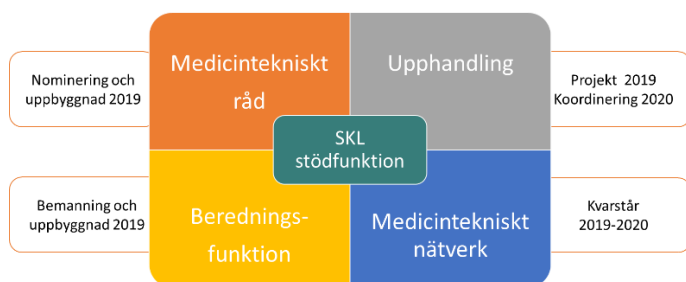 Nominering och
uppbyggnad 2019
Medicintekniskt
råd
Upphandling
Projekt 2019
Koordinering 2020
SKL
stödfunktion
Bemanning och
uppbyggnad 2019
Berednings-
funktion
Medicintekniskt
nätverk
Kvarstår
2019-2020